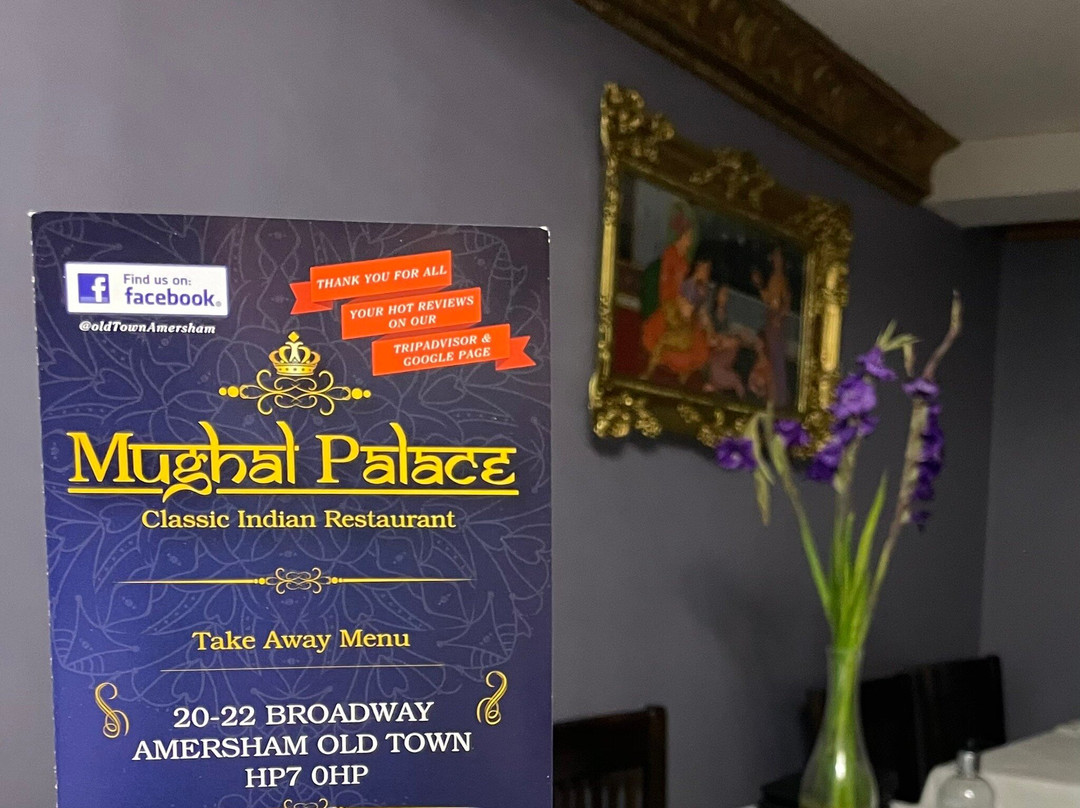 Find us on:
facebook®
@oldTownAmersham
THANK YOU FOR ALL
YOUR HOT REVIEWS
ON OUR
TRIPADVISOR &
GOOGLE PAGE
Mughal Palace
Classic Indian Restaurant
Take Away Menu
20-22 BROADWAY
AMERSHAM OLD TOWN
HP7 0HP